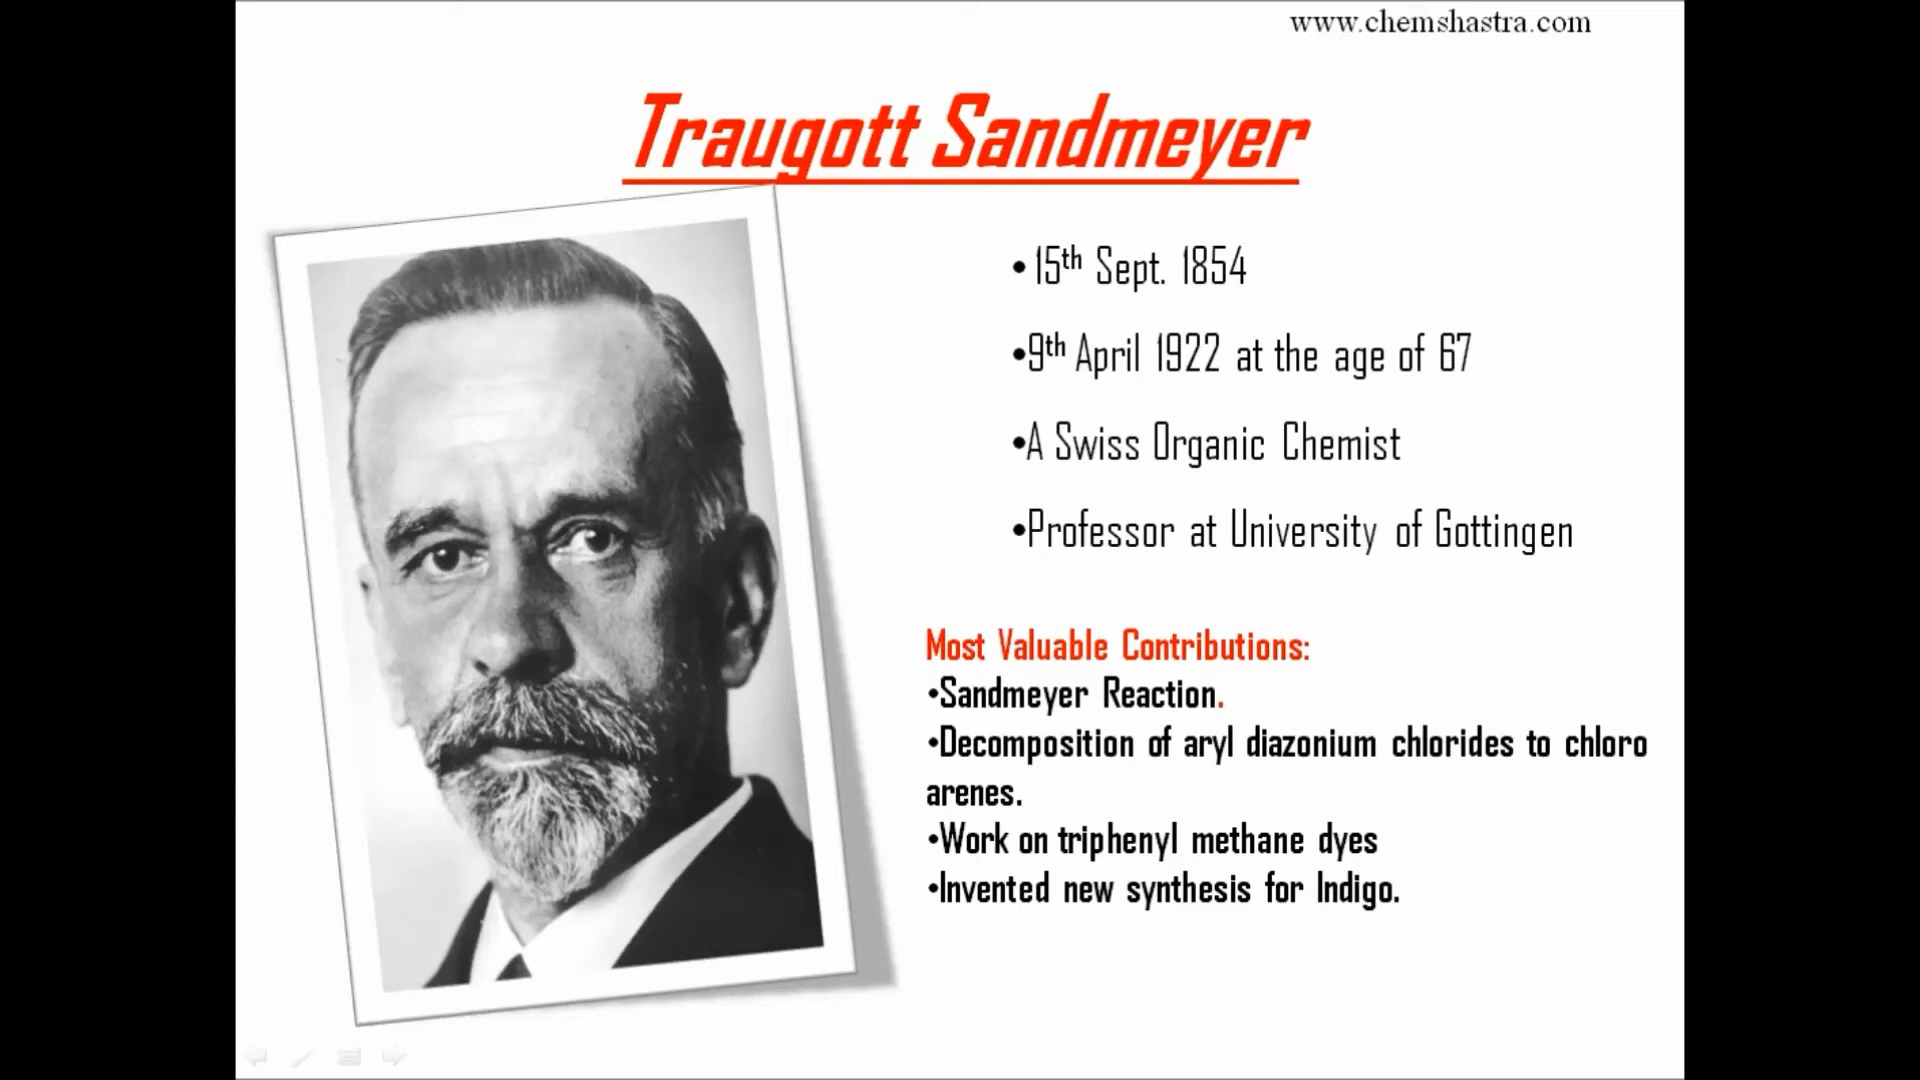 www.chemshastra.com
Traugott Sandmeyer
• 15th Sept. 1854
•9th April 1922 at the age of 67
•A Swiss Organic Chemist
•Professor at University of Gottingen
Most Valuable Contributions:
•Sandmeyer Reaction.
•Decomposition of aryl diazonium chlorides to chloro
arenes.
•Work on triphenyl methane dyes
•Invented new synthesis for Indigo.